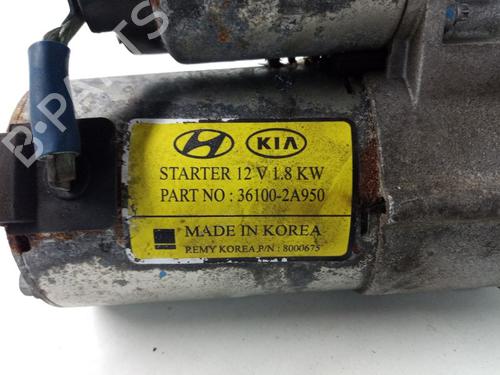 KIA
STARTER 12 V 1.8 KW
PART NO : 36100-2A950
MADE IN KOREA
REMY KOREA P/N : 8000675
B-PARTS